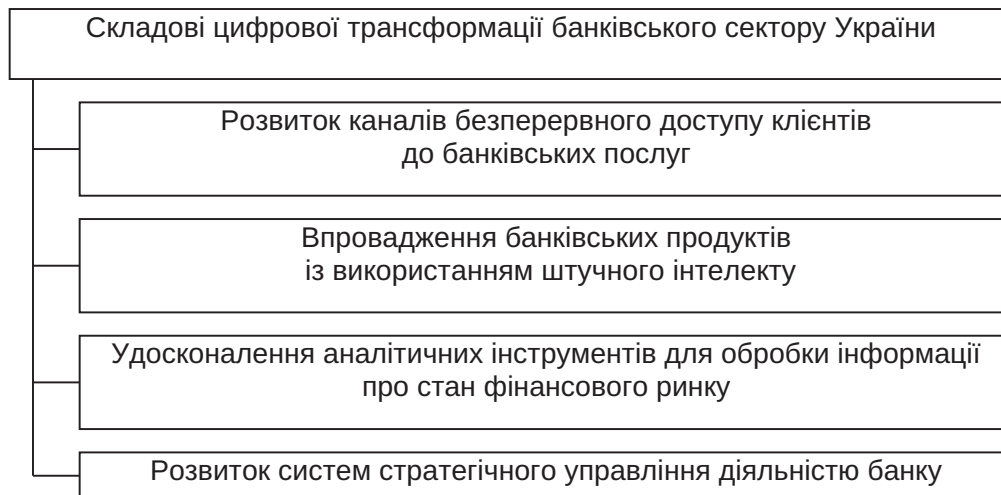 Складові цифрової трансформації банківського сектору України
Розвиток каналів безперервного доступу клієнтів
до банківських послуг
Впровадження банківських продуктів
із використанням штучного інтелекту
Удосконалення аналітичних інструментів для обробки інформації
про стан фінансового ринку
Розвиток систем стратегічного управління діяльністю банку